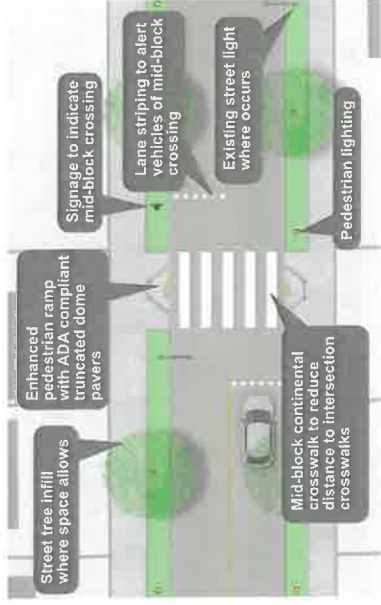 Street tree infill
where space allows
Enhanced
pedestrian ramp
with ADA compliant
truncated dome
pavers
Signage to indicate
mid-block crossing
Lane striping to alert
vehicles of mid-block
crossing
Existing street light
where occurs
Pedestrian lighting
Mid-block continental
crosswalk to reduce
distance to intersection
crosswalks